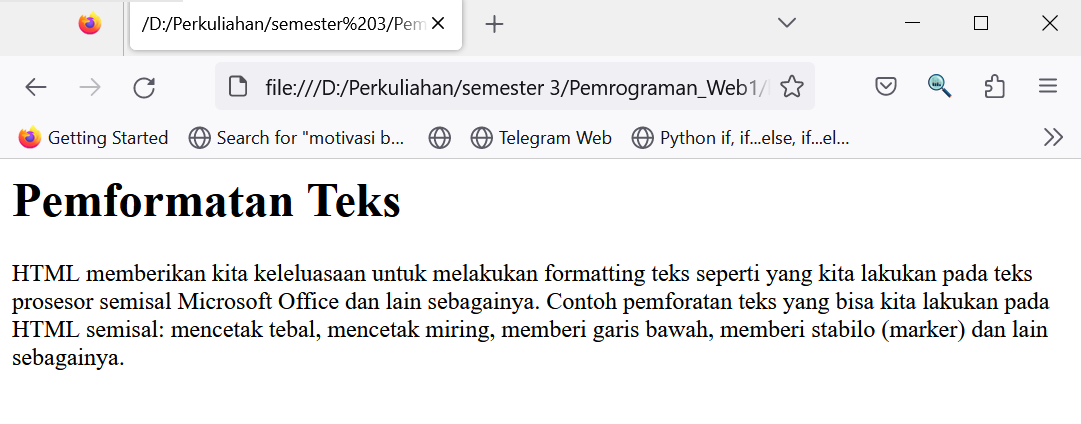 /D:/Perkuliahan/semester%203/Pem
file:///D:/Perkuliahan/semester 3/Pemrograman_Web1/
Getting Started Search for "motivasi b... Telegram Web Python if, if...else, if...el...
Pemformatan Teks
HTML memberikan kita keleluasaan untuk melakukan formatting teks seperti yang kita lakukan pada teks
prosesor semisal Microsoft Office dan lain sebagainya. Contoh pemforatan teks yang bisa kita lakukan pada
HTML semisal: mencetak tebal, mencetak miring, memberi garis bawah, memberi stabilo (marker) dan lain
sebagainya.